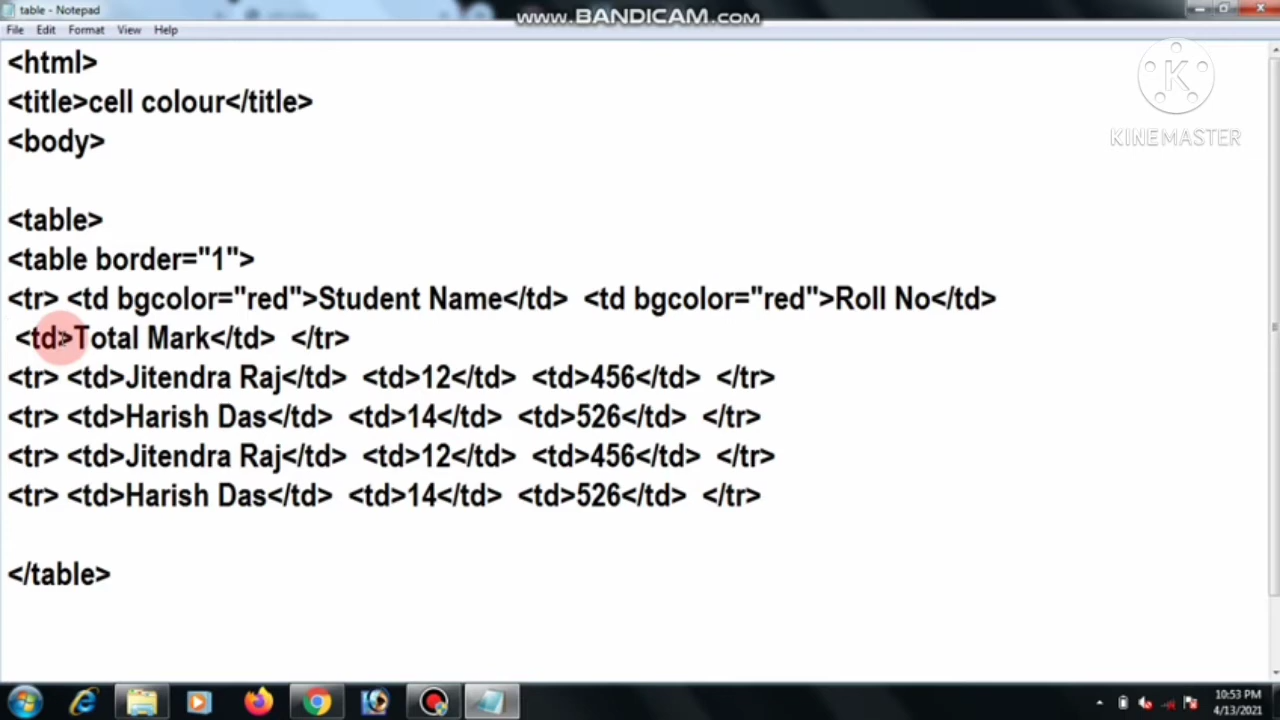 table - Notepad
www.BANDICAM.com
File Edit Format View Help
<html>
<title>cell colour</title>
<body>
<table>
<table border="1">
<tr> <td bgcolor="red">Student Name</td> <td bgcolor="red">Roll No</td>
<td>Total Mark</td> </tr>
<tr> <td>Jitendra Raj</td> <td>12</td> <td>456</td> </tr>
<tr> <td>Harish Das</td> <td>14</td> <td>526</td> </tr>
<tr> <td>Jitendra Raj</td> <td>12</td> <td>456</td> </tr>
<tr> <td>Harish Das</td> <td>14</td> <td>526</td> </tr>
</table>
K
KINEMASTER
10:53 PM
4/13/2021